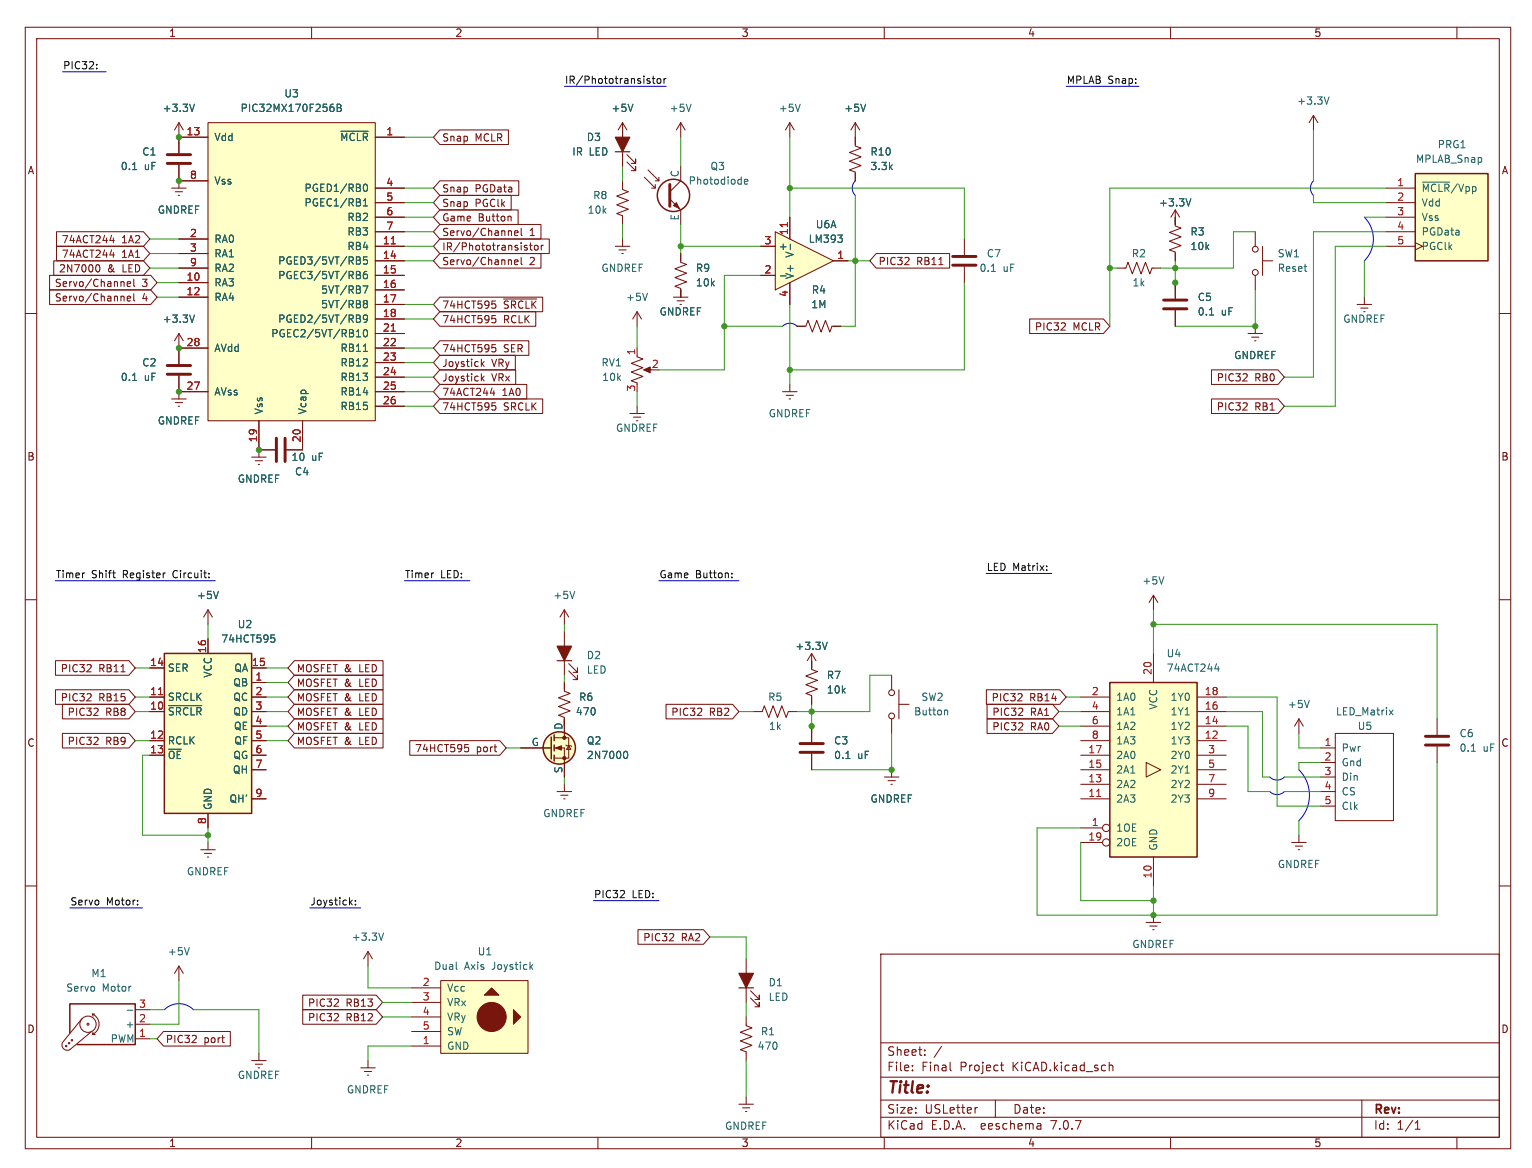 1 2 3 4 5
A
B
C
D
PIC32:
U3
PIC32MX170F256B
+3.3V
C1
0.1 uF
GNDREF
13 Vdd
8 Vss
74ACT244 1A2 2 RA0
74ACT244 1A1 3 RA1
2N7000 & LED 9 RA2
Servo/Channel 3 10 RA3
Servo/Channel 4 12 RA4
+3.3V
28 AVdd
C2
0.1 uF
27 AVss
GNDREF
Vss 19
Vcap 20
10 uF
C4
GNDREF
MCLR 1 Snap MCLR
PGED1/RB0 4 Snap PGData
PGEC1/RB1 5 Snap PGClk
RB2 6 Game Button
RB3 7 Servo/Channel 1
RB4 11 IR/Phototransistor
PGED3/5VT/RB5 14 Servo/Channel 2
PGEC3/5VT/RB6 15
5VT/RB7 16
5VT/RB8 17 74HCT595 SRCLK
PGED2/5VT/RB9 18 74HCT595 RCLK
PGEC2/5VT/RB10 21
RB11 22 74HCT595 SER
RB12 23 Joystick VRy
RB13 24 Joystick VRx
RB14 25 74ACT244 1A0
RB15 26 74HCT595 SRCLK
IR/Phototransistor
+5V +5V +5V +5V
D3
IR LED
R8
10k
GNDREF
Q3
Photodiode
C
E
R9
10k
GNDREF
+5V
RV1
10k
1
2
3
GNDREF
U6A
LM393
11
V-
V+
4
3 +
2 -
1
R10
3.3k
PIC32 RB11
R4
1M
C7
0.1 uF
GNDREF
MPLAB Snap:
+3.3V
PRG1
MPLAB_Snap
1 MCLR/Vpp
2 Vdd
3 Vss
4 PGData
5 PGClk
+3.3V
R3
10k
R2
1k
SW1
Reset
C5
0.1 uF
GNDREF
GNDREF
PIC32 MCLR
PIC32 RB0
PIC32 RB1
Timer Shift Register Circuit:
+5V
U2
74HCT595
16
VCC
PIC32 RB11 14 SER
PIC32 RB15 11 SRCLK
PIC32 RB8 10 SRCLR
PIC32 RB9 12 RCLK
13 OE
QA 15 MOSFET & LED
QB 1 MOSFET & LED
QC 2 MOSFET & LED
QD 3 MOSFET & LED
QE 4 MOSFET & LED
QF 5 MOSFET & LED
QG 6
QH 7
QH' 9
GND
8
GNDREF
Timer LED:
+5V
D2
LED
R6
470
D
G
S
Q2
2N7000
74HCT595 port
GNDREF
Game Button:
+3.3V
R7
10k
PIC32 RB2
R5
1k
SW2
Button
C3
0.1 uF
GNDREF
LED Matrix:
+5V
U4
74ACT244
20
VCC
PIC32 RB14 2 1A0
PIC32 RA1 4 1A1
PIC32 RA0 6 1A2
8 1A3
17 2A0
15 2A1
13 2A2
11 2A3
1 1OE
19 2OE
1Y0 18
1Y1 16
1Y2 14
1Y3 12
2Y0 3
2Y1 5
2Y2 7
2Y3 9
GND
10
GNDREF
+5V
LED_Matrix
U5
1 Pwr
2 Gnd
3 Din
4 CS
5 Clk
GNDREF
C6
0.1 uF
Servo Motor:
+5V
M1
Servo Motor
- 3
+ 2
PWM 1
PIC32 port
GNDREF
Joystick:
+3.3V
U1
Dual Axis Joystick
2 Vcc
PIC32 RB13 3 VRx
PIC32 RB12 4 VRy
5 SW
1 GND
GNDREF
PIC32 LED:
PIC32 RA2
D1
LED
R1
470
GNDREF
Sheet: /
File: Final Project KiCAD.kicad_sch
Title:
Size: USLetter Date: Rev:
KiCad E.D.A. eeschema 7.0.7 Id: 1/1
A
B
C
D
1 2 3 4 5